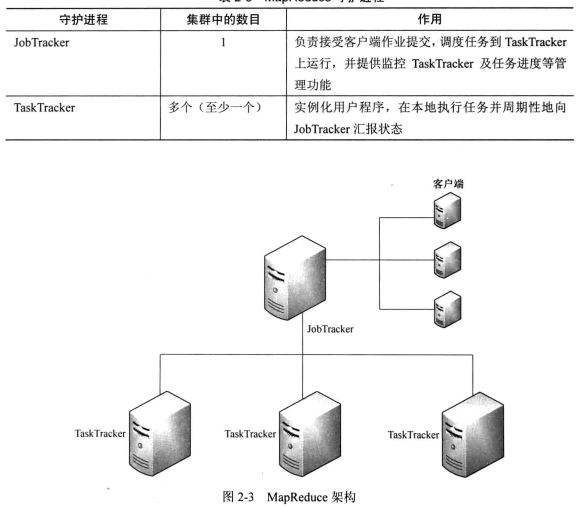 表 2-3 MapReduce 守护进程
守护进程 集群中的数目 作用
JobTracker 1 负责接受客户端作业提交，调度任务到 TaskTracker
上运行，并提供监控 TaskTracker 及任务进度等管
理功能
TaskTracker 多个（至少一个） 实例化用户程序，在本地执行任务并周期性地向
JobTracker 汇报状态
客户端
JobTracker
TaskTracker TaskTracker TaskTracker
图 2-3 MapReduce 架构